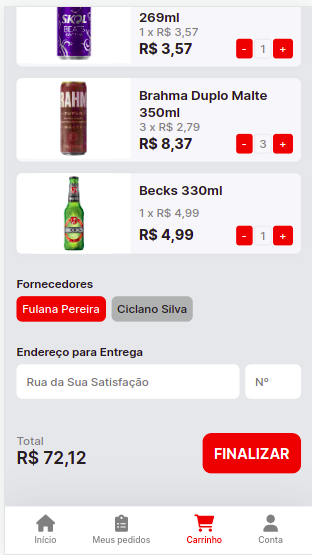 269ml
1 x R$ 3,57
R$ 3,57
- 1 +
SKOL
BEATS
Brahma Duplo Malte
350ml
3 x R$ 2,79
R$ 8,37
- 3 +
BRAHM
Becks 330ml
1 x R$ 4,99
R$ 4,99
- 1 +
Fornecedores
Fulana Pereira Ciclano Silva
Endereço para Entrega
Rua da Sua Satisfação Nº
Total
R$ 72,12 FINALIZAR
Início Meus pedidos Carrinho Conta